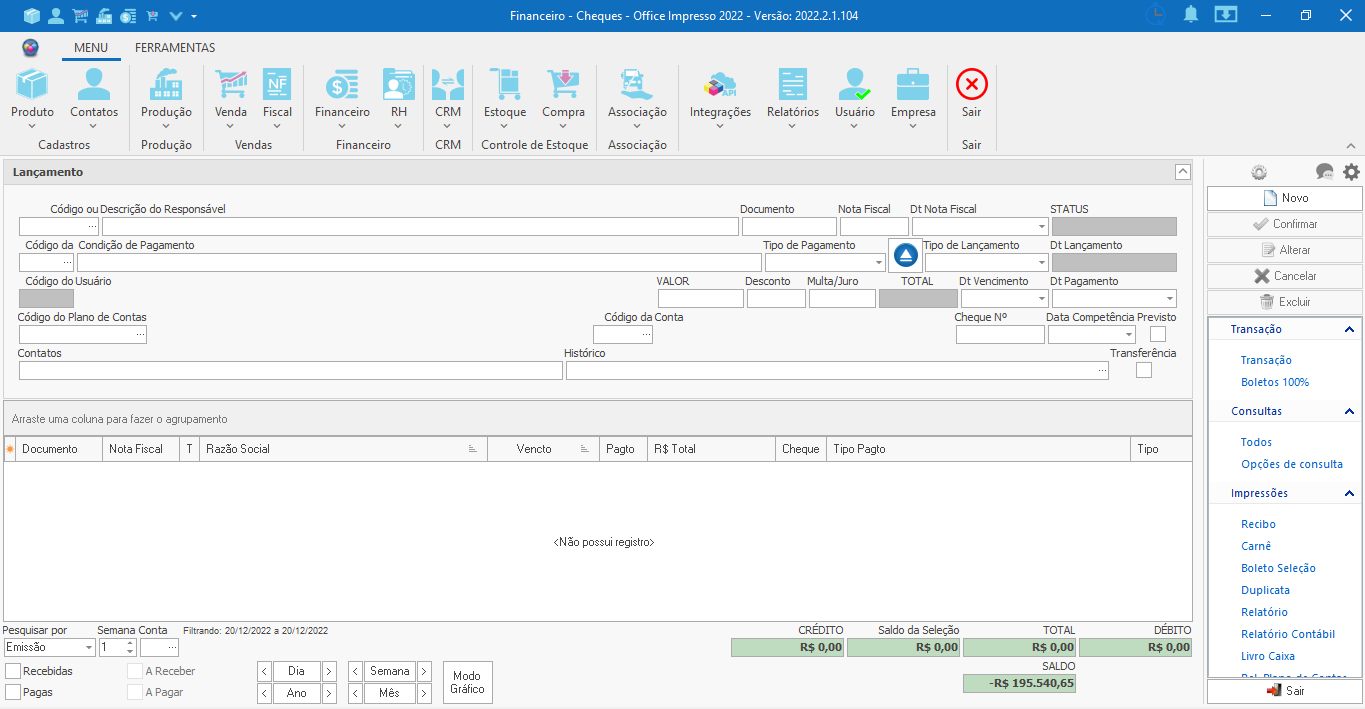 Financeiro - Cheques - Office Impresso 2022 - Versão: 2022.2.1.104
MENU FERRAMENTAS
NF API
Produto Contatos Produção Venda Fiscal Financeiro RH CRM Estoque Compra Associação Integrações Relatórios Usuário Empresa Sair
Cadastros Produção Vendas Financeiro CRM Controle de Estoque Associação Sair
Lançamento
Código ou Descrição do Responsável Documento Nota Fiscal Dt Nota Fiscal STATUS
Código da Condição de Pagamento Tipo de Pagamento Tipo de Lançamento Dt Lançamento
Código do Usuário VALOR Desconto Multa/Juro TOTAL Dt Vencimento Dt Pagamento
Código do Plano de Contas Código da Conta Cheque Nº Data Competência Previsto
Contatos Histórico Transferência
Arraste uma coluna para fazer o agrupamento
Documento Nota Fiscal T Razão Social Vencto Pagto R$ Total Cheque Tipo Pagto Tipo
<Não possui registro>
Pesquisar por Semana Conta Filtrando: 20/12/2022 a 20/12/2022 CRÉDITO Saldo da Seleção TOTAL DÉBITO
Emissão 1 R$ 0,00 R$ 0,00 R$ 0,00 R$ 0,00
Recebidas A Receber < Dia > < Semana > Modo Gráfico SALDO
Pagas A Pagar < Ano > < Mês > -R$ 195.540,65
Novo
Confirmar
Alterar
Cancelar
Excluir
Transação
Transação
Boletos 100%
Consultas
Todos
Opções de consulta
Impressões
Recibo
Carnê
Boleto Seleção
Duplicata
Relatório
Relatório Contábil
Livro Caixa
Rel. Plano de Contas
Sair